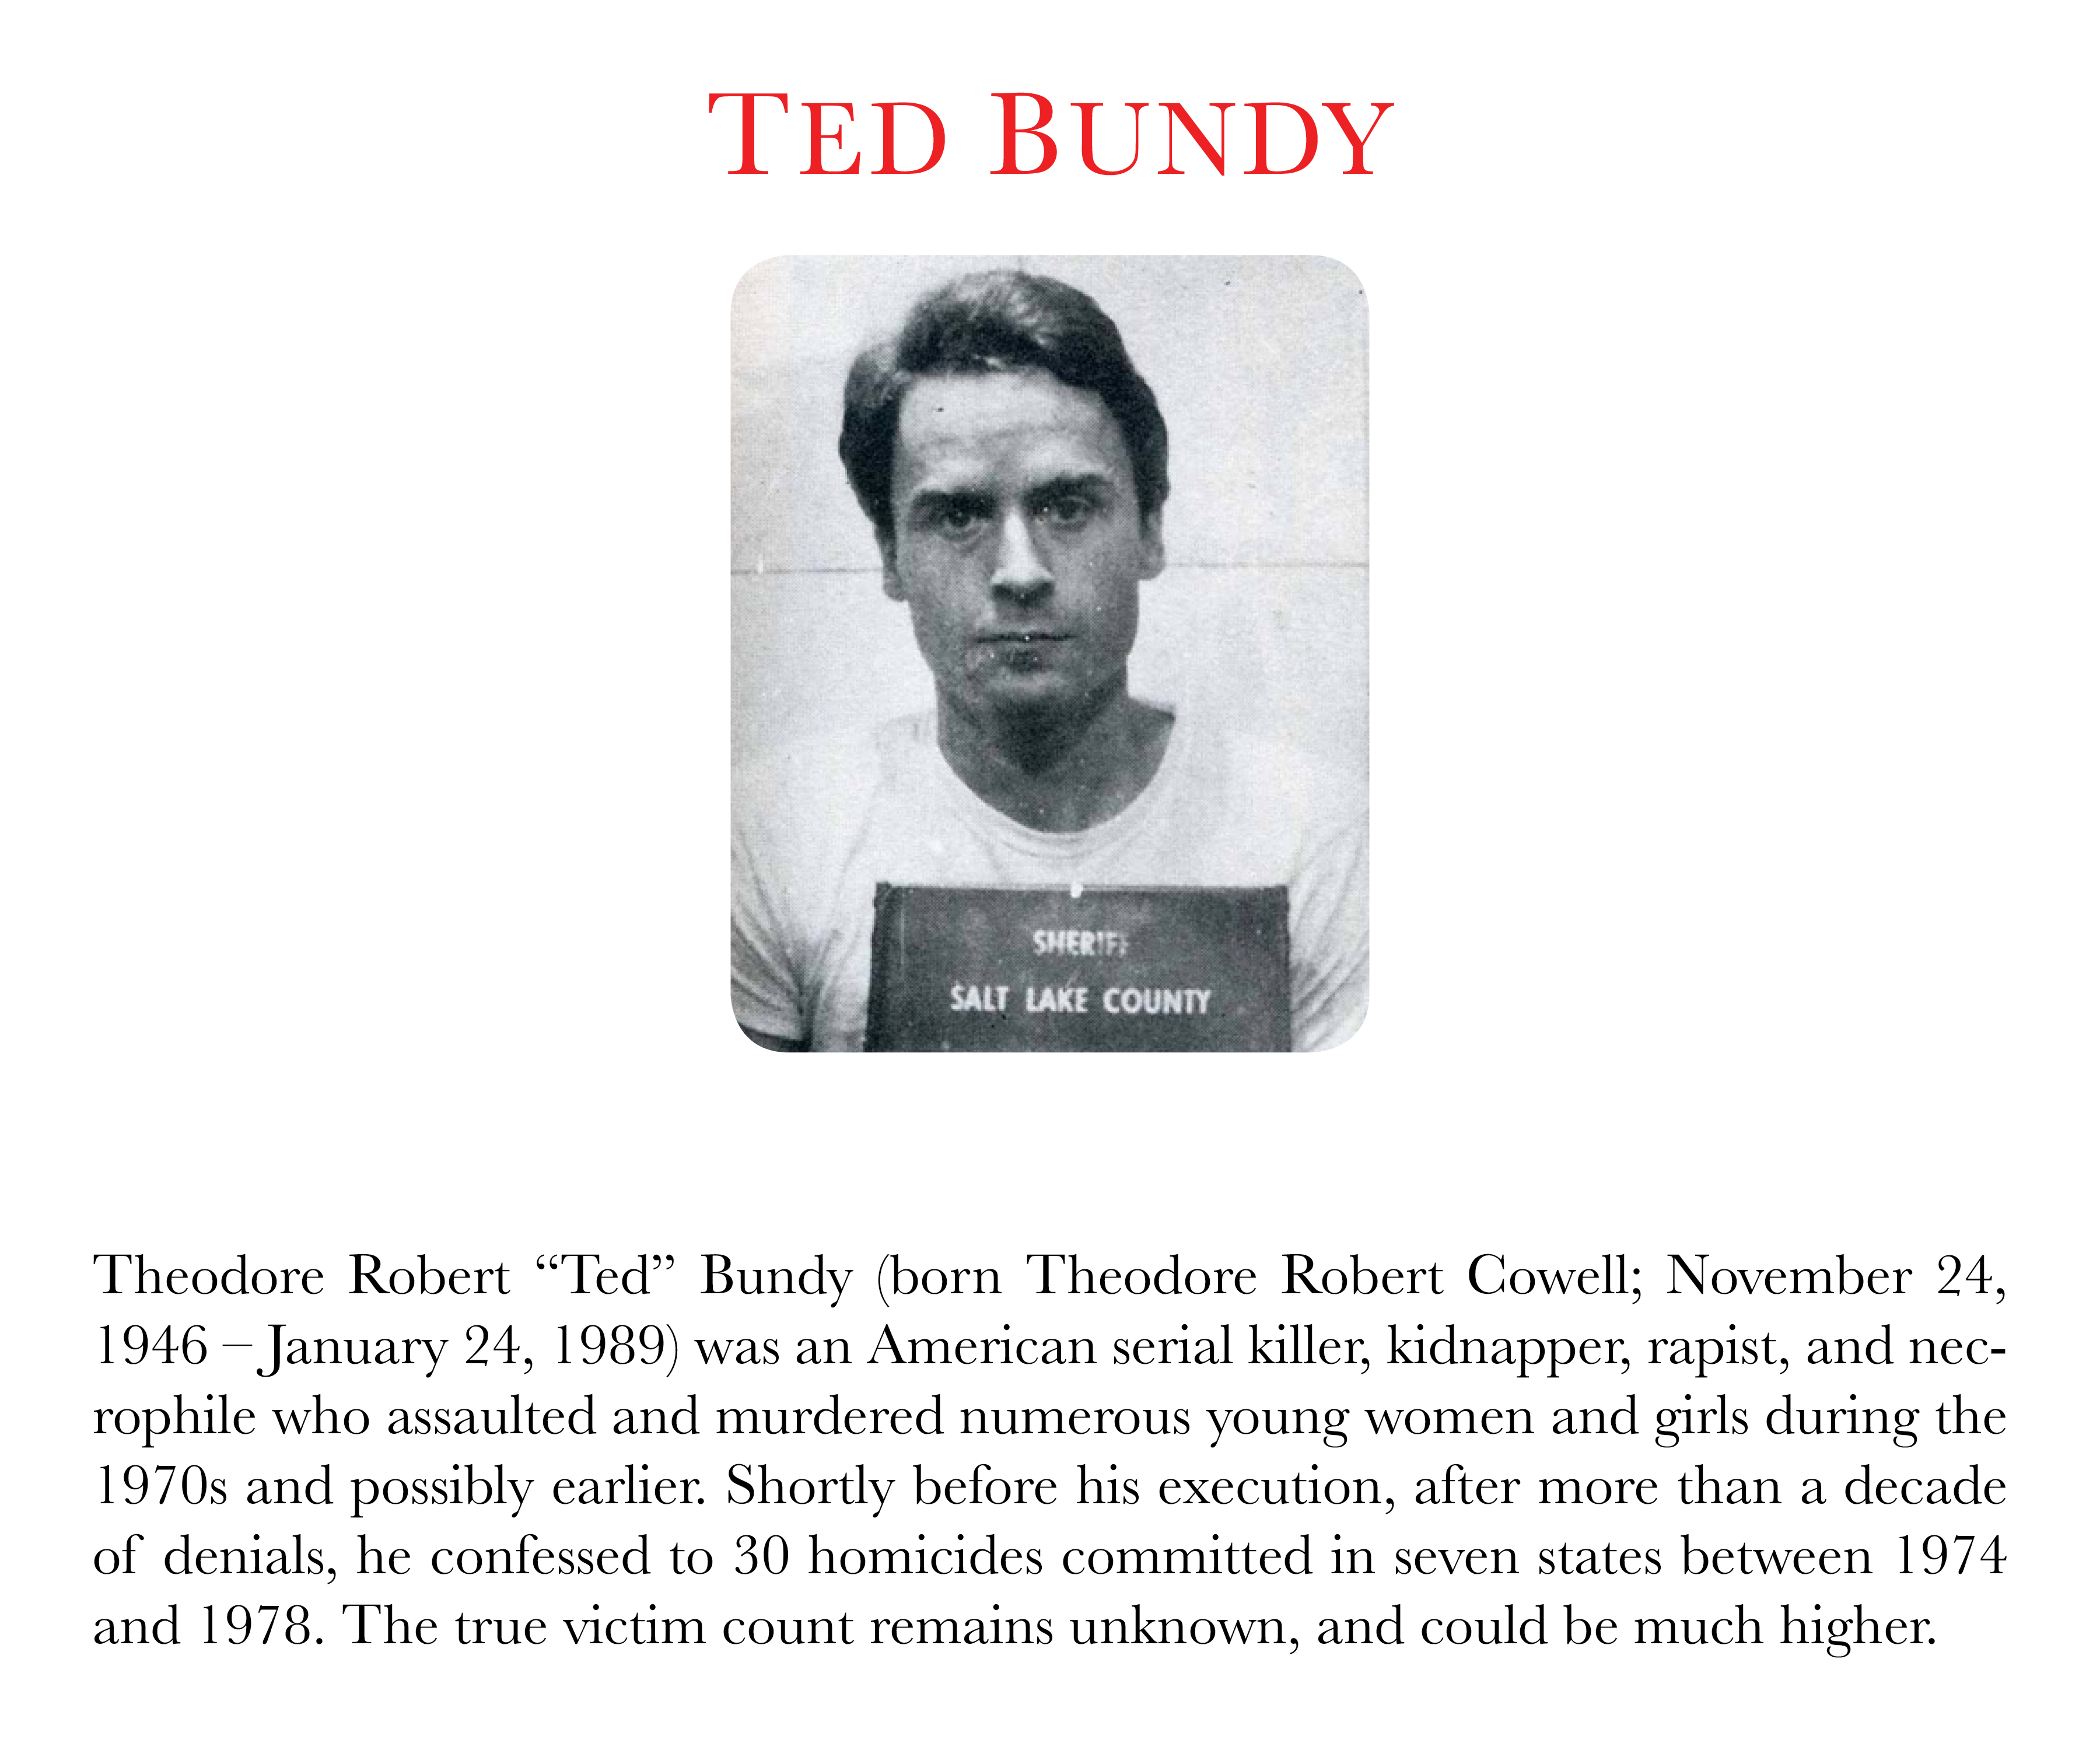 TED BUNDY
SHERIFF
SALT LAKE COUNTY
Theodore Robert “Ted” Bundy (born Theodore Robert Cowell; November 24,
1946 – January 24, 1989) was an American serial killer, kidnapper, rapist, and nec-
rophile who assaulted and murdered numerous young women and girls during the
1970s and possibly earlier. Shortly before his execution, after more than a decade
of denials, he confessed to 30 homicides committed in seven states between 1974
and 1978. The true victim count remains unknown, and could be much higher.